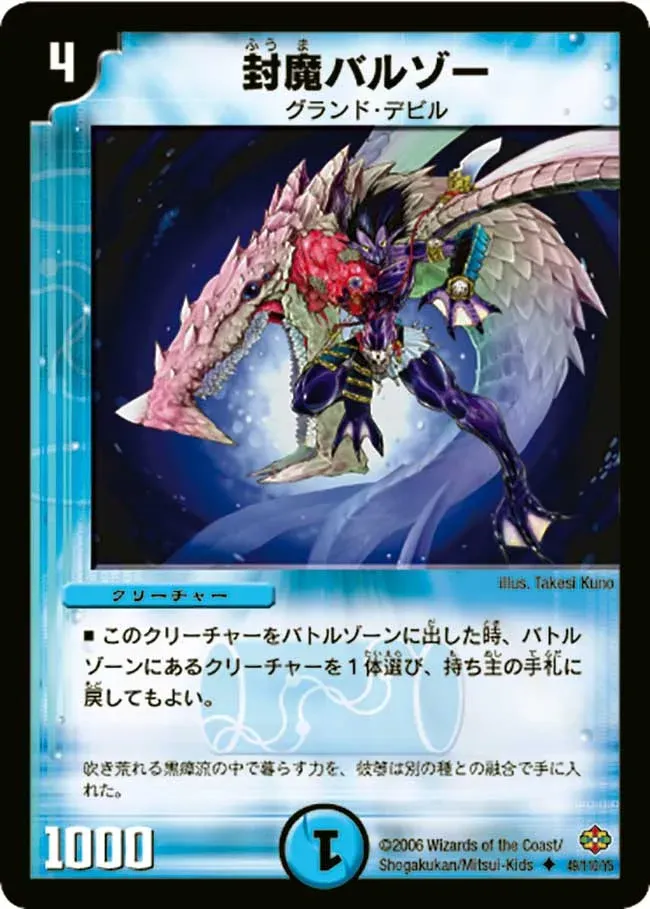 4
ふうま
封魔バルゾー
グランド・デビル
illus. Takesi Kuno
クリーチャー
■ このクリーチャーをバトルゾーンに出した時、バトル
ゾーンにあるクリーチャーを1体選び、持ち主の手札に
戻してもよい。
吹き荒れる黒瘴流の中で暮らす力を、彼等は別の種との融合で手に入
れた。
1000
1
©2006 Wizards of the Coast/
Shogakukan/Mitsui-Kids ♦ 49/110/Y5